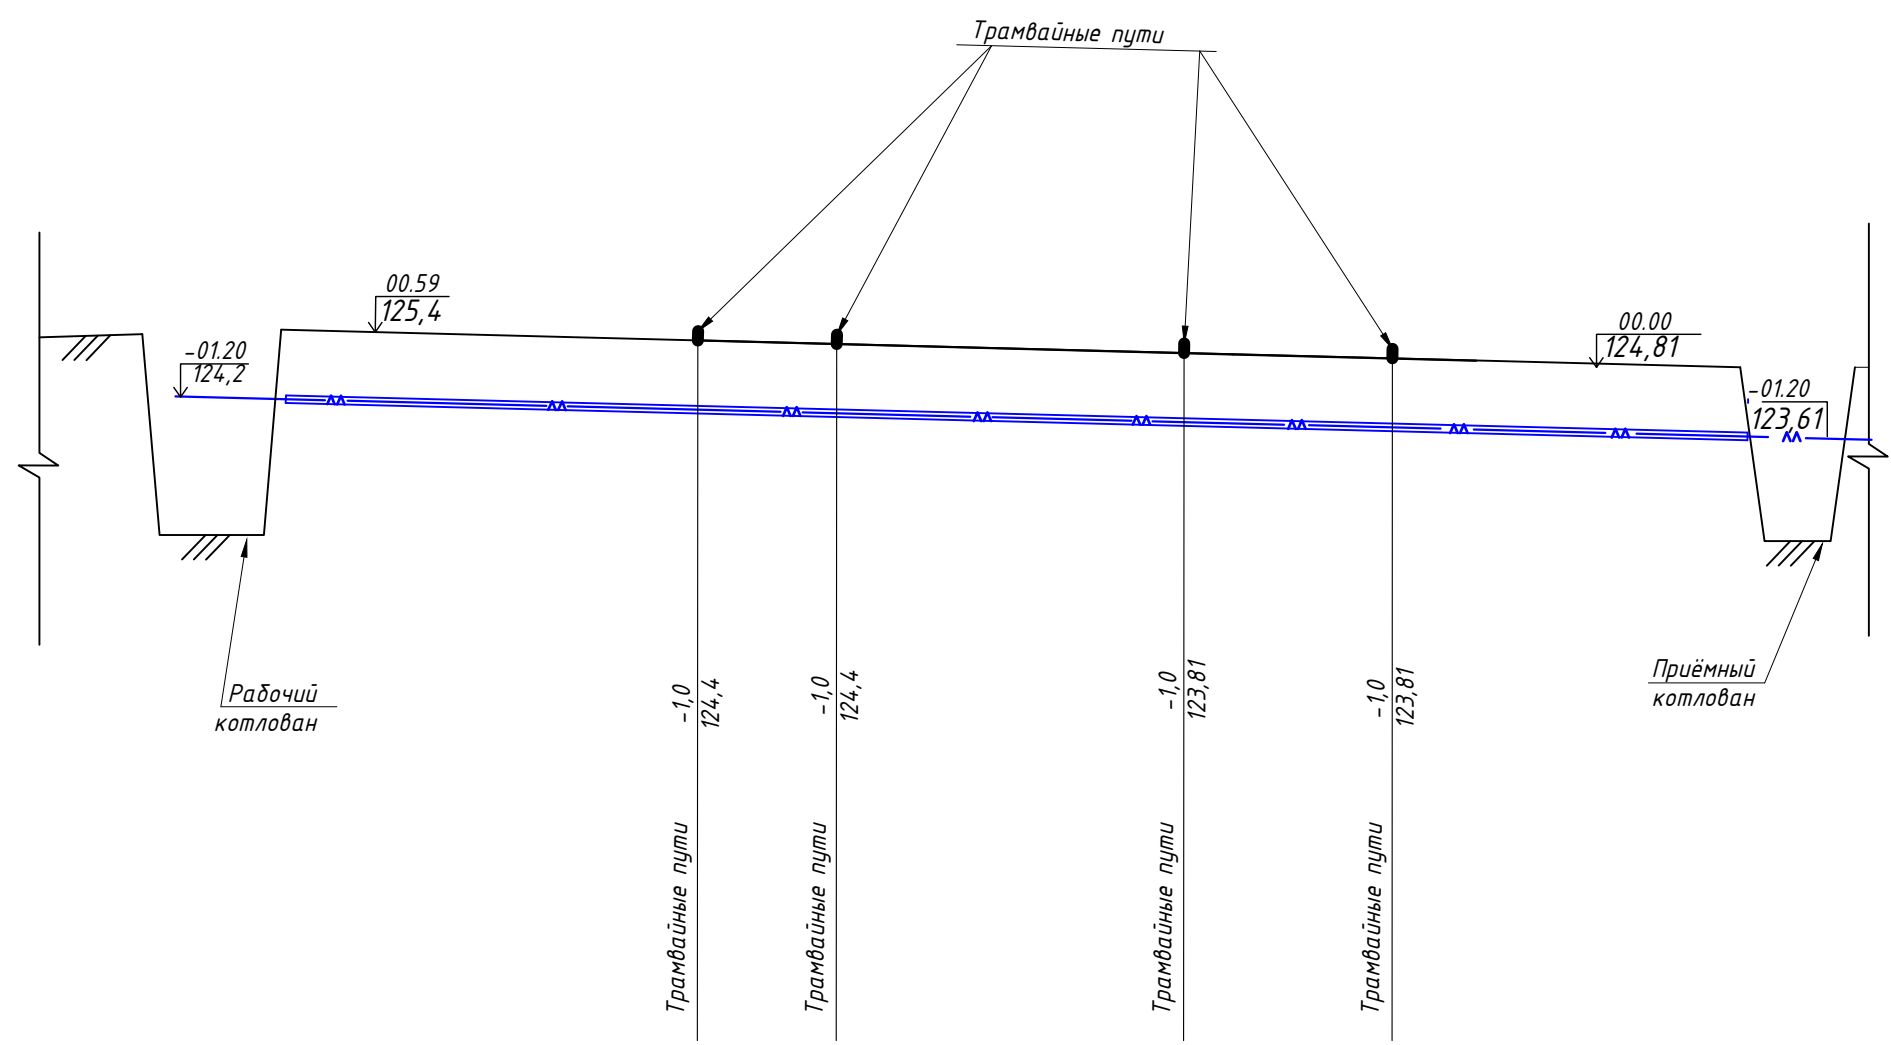 Трамвайные пути
00.59
125,4
00.00
124,81
-01.20
124,2
-01.20
123,61
Рабочий
котлован
Приёмный
котлован
-1,0
124,4
-1,0
124,4
-1,0
123,81
-1,0
123,81
Трамвайные пути
Трамвайные пути
Трамвайные пути
Трамвайные пути